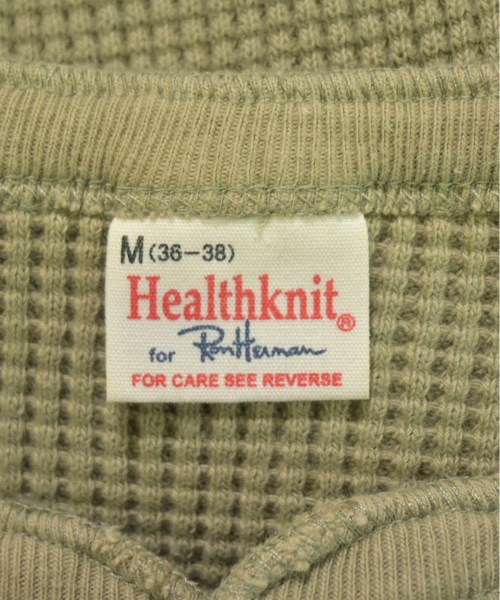 M (36-38)
Healthknit®
for Ron Herman
FOR CARE SEE REVERSE